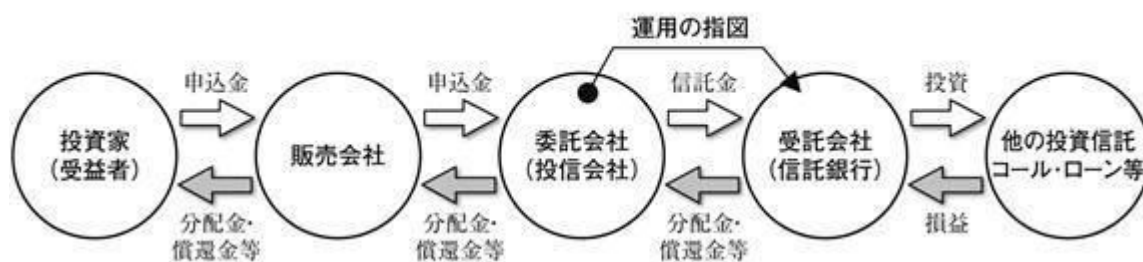 運用の指図
申込金
申込金
信託金
投資
投資家
(受益者)
販売会社
委託会社
(投信会社)
受託会社
(信託銀行)
他の投資信託
コール・ローン等
分配金・
償還金等
分配金・
償還金等
分配金・
償還金等
損益